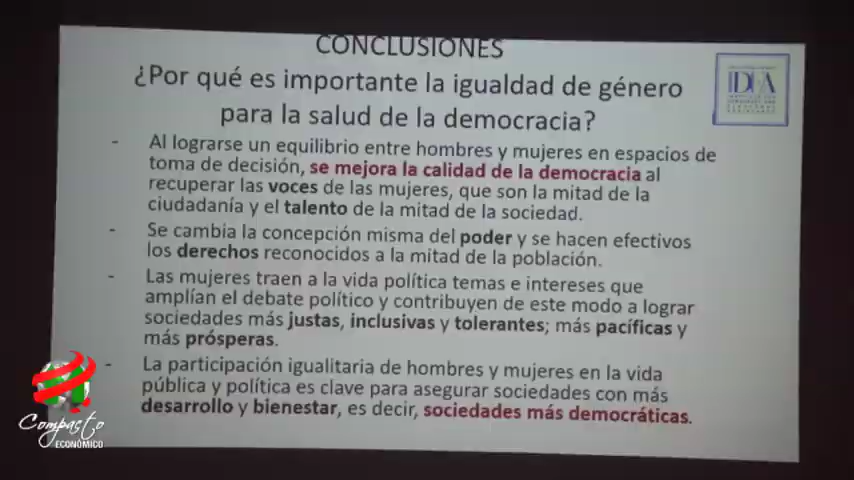 CONCLUSIONES
¿Por qué es importante la igualdad de género
para la salud de la democracia?
- Al lograrse un equilibrio entre hombres y mujeres en espacios de
toma de decisión, se mejora la calidad de la democracia al
recuperar las voces de las mujeres, que son la mitad de la
ciudadanía y el talento de la mitad de la sociedad.
- Se cambia la concepción misma del poder y se hacen efectivos
los derechos reconocidos a la mitad de la población.
- Las mujeres traen a la vida política temas e intereses que
amplían el debate político y contribuyen de este modo a lograr
sociedades más justas, inclusivas y tolerantes; más pacíficas y
más prósperas.
- La participación igualitaria de hombres y mujeres en la vida
pública y política es clave para asegurar sociedades con más
desarrollo y bienestar, es decir, sociedades más democráticas.
IDEA
Compacto
ECONÓMICO